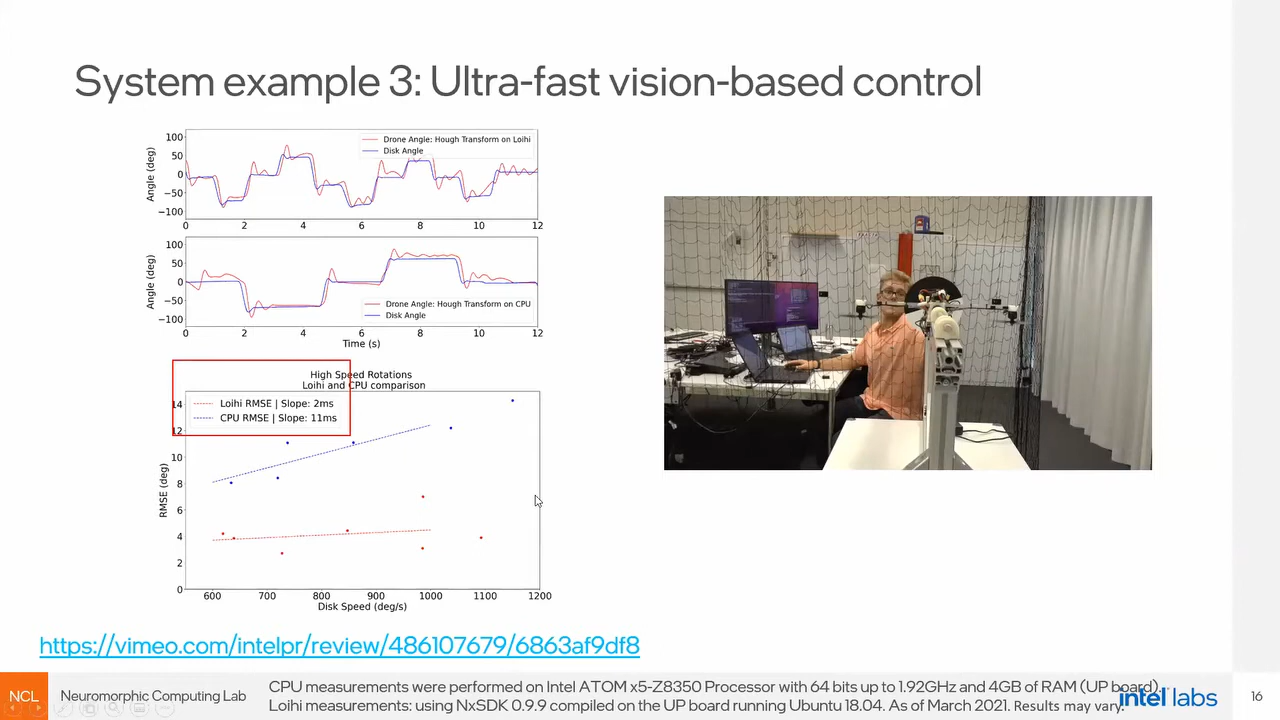 System example 3: Ultra-fast vision-based control
100
50
0
−50
−100
Angle (deg)
Drone Angle: Hough Transform on Loihi
Disk Angle
0 2 4 6 8 10 12
100
50
0
−50
−100
Angle (deg)
Drone Angle: Hough Transform on CPU
Disk Angle
0 2 4 6 8 10 12
Time (s)
High Speed Rotations
Loihi and CPU comparison
Loihi RMSE | Slope: 2ms
CPU RMSE | Slope: 11ms
14
12
10
8
6
4
2
0
RMSE (deg)
600 700 800 900 1000 1100 1200
Disk Speed (deg/s)
https://vimeo.com/intelpr/review/486107679/6863af9df8
NCL
Neuromorphic Computing Lab
CPU measurements were performed on Intel ATOM x5-Z8350 Processor with 64 bits up to 1.92GHz and 4GB of RAM (UP board).
Loihi measurements: using NxSDK 0.9.9 compiled on the UP board running Ubuntu 18.04. As of March 2021. Results may vary.
intel labs
16